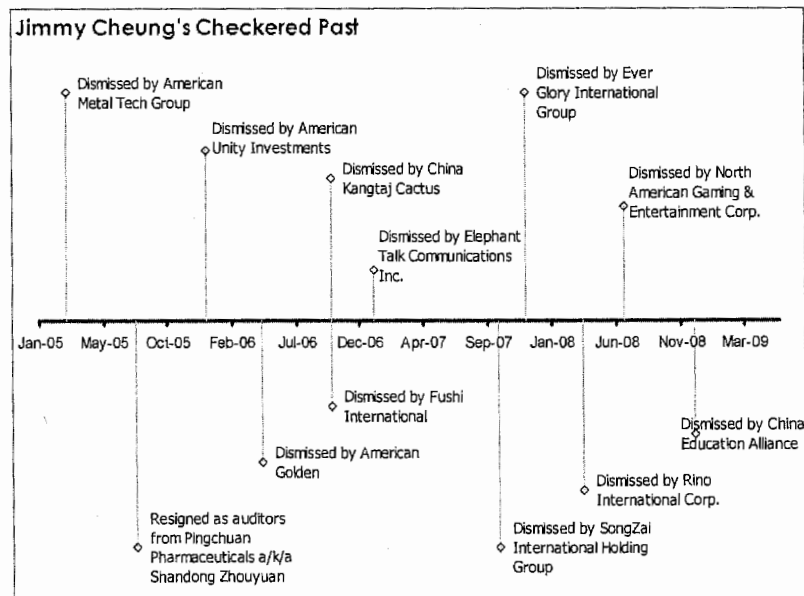 Jimmy Cheung's Checkered Past
Dismissed by American
Metal Tech Group
Dismissed by American
Unity Investments
Dismissed by China
Kangtaj Cactus
Dismissed by Elephant
Talk Communications
Inc.
Dismissed by Ever
Glory International
Group
Dismissed by North
American Gaming &
Entertainment Corp.
Jan-05 May-05 Oct-05 Feb-06 Jul-06 Dec-06 Apr-07 Sep-07 Jan-08 Jun-08 Nov-08 Mar-09
Resigned as auditors
from Pingchuan
Pharmaceuticals a/k/a
Shandong Zhouyuan
Dismissed by American
Golden
Dismissed by Fushi
International
Dismissed by SongZai
International Holding
Group
Dismissed by Rino
International Corp.
Dismissed by China
Education Alliance